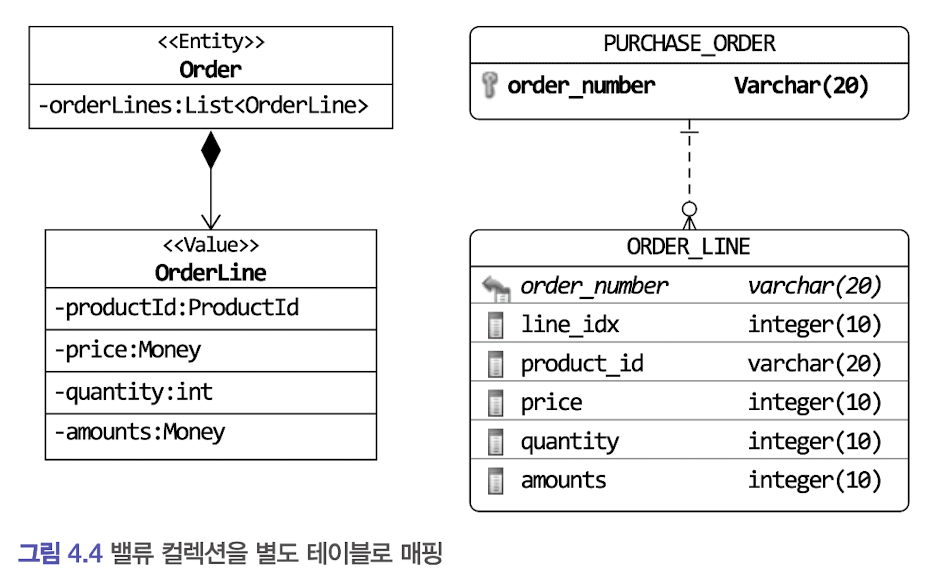 <<Entity>>
Order
-orderLines:List<OrderLine>
<<Value>>
OrderLine
-productId:ProductId
-price:Money
-quantity:int
-amounts:Money
PURCHASE_ORDER
order_number Varchar(20)
ORDER_LINE
order_number varchar(20)
line_idx integer(10)
product_id varchar(20)
price integer(10)
quantity integer(10)
amounts integer(10)
그림 4.4 밸류 컬렉션을 별도 테이블로 매핑